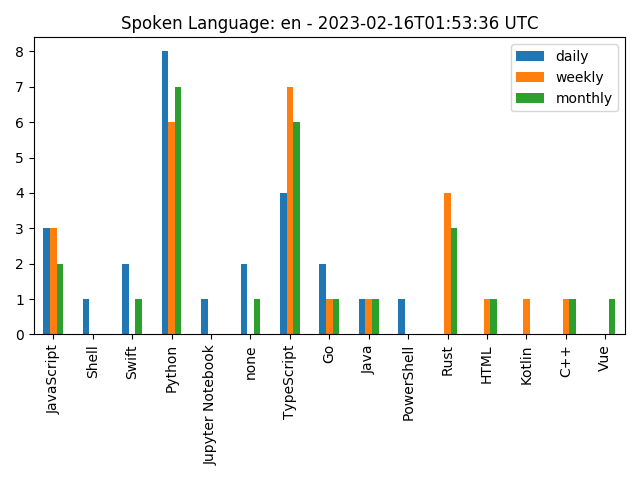 Spoken Language: en - 2023-02-16T01:53:36 UTC
daily
weekly
monthly
8
7
6
5
4
3
2
1
0
JavaScript
Shell
Swift
Python
Jupyter Notebook
none
TypeScript
Go
Java
PowerShell
Rust
HTML
Kotlin
C++
Vue